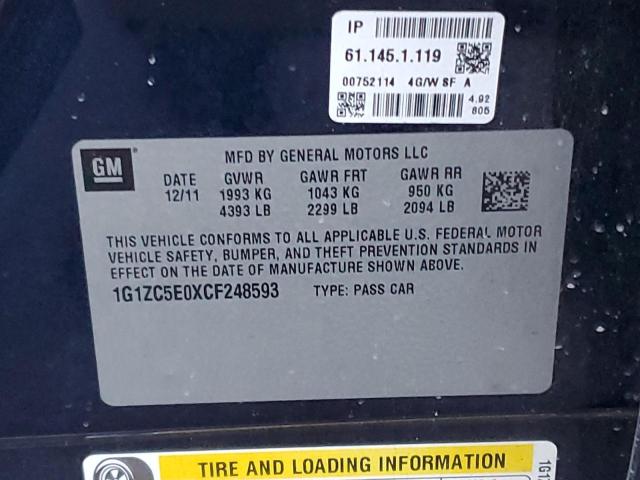 IP
61.145.1.119
00752114 4G/W 8F A
4.92
805
GM
MFD BY GENERAL MOTORS LLC
DATE GVWR GAWR FRT GAWR RR
12/11 1993 KG 1043 KG 950 KG
4393 LB 2299 LB 2094 LB
THIS VEHICLE CONFORMS TO ALL APPLICABLE U.S. FEDERAL MOTOR
VEHICLE SAFETY, BUMPER, AND THEFT PREVENTION STANDARDS IN
EFFECT ON THE DATE OF MANUFACTURE SHOWN ABOVE.
1G1ZC5E0XCF248593 TYPE: PASS CAR
TIRE AND LOADING INFORMATION